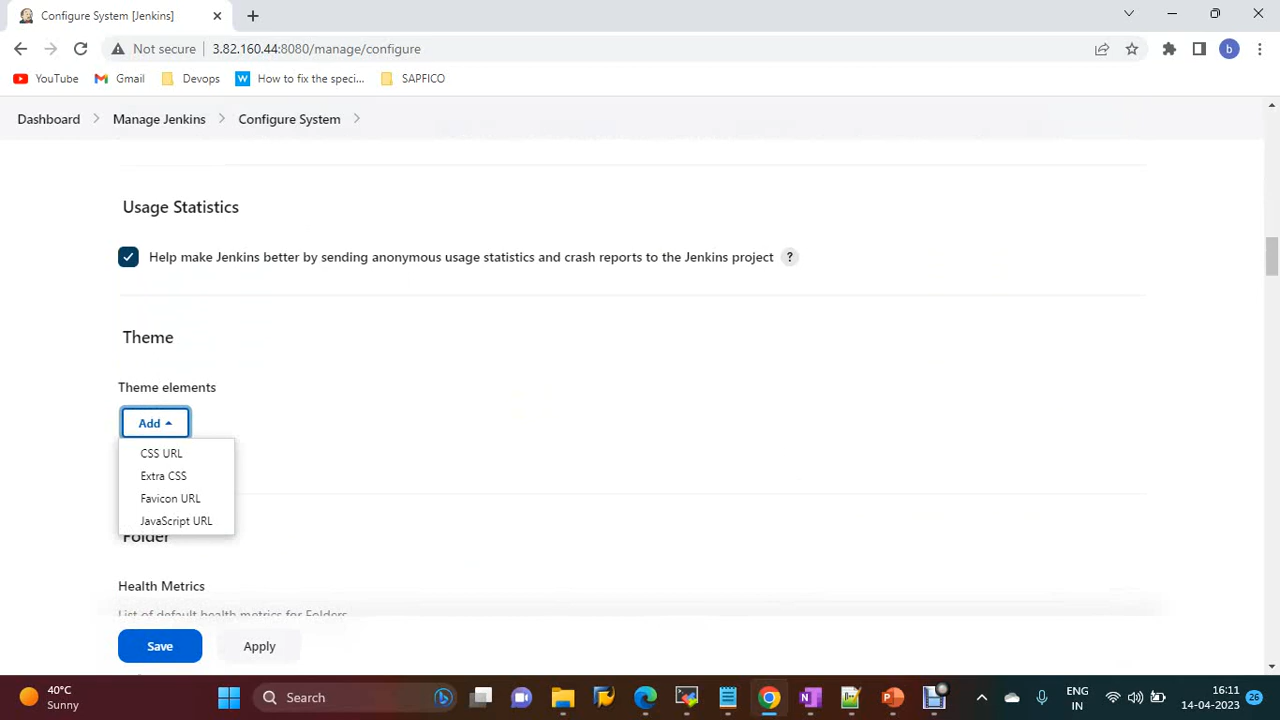 Configure System [Jenkins]
Not secure
3.82.160.44:8080/manage/configure
b
YouTube
Gmail
Devops
W
How to fix the speci...
SAPFICO
Dashboard
Manage Jenkins
Configure System
Usage Statistics
Help make Jenkins better by sending anonymous usage statistics and crash reports to the Jenkins project
?
Theme
Theme elements
Add
CSS URL
Extra CSS
Favicon URL
JavaScript URL
Folder
Health Metrics
List of default health metrics for Folders
Save
Apply
40°C
Sunny
Search
ENG
IN
16:11
14-04-2023
26